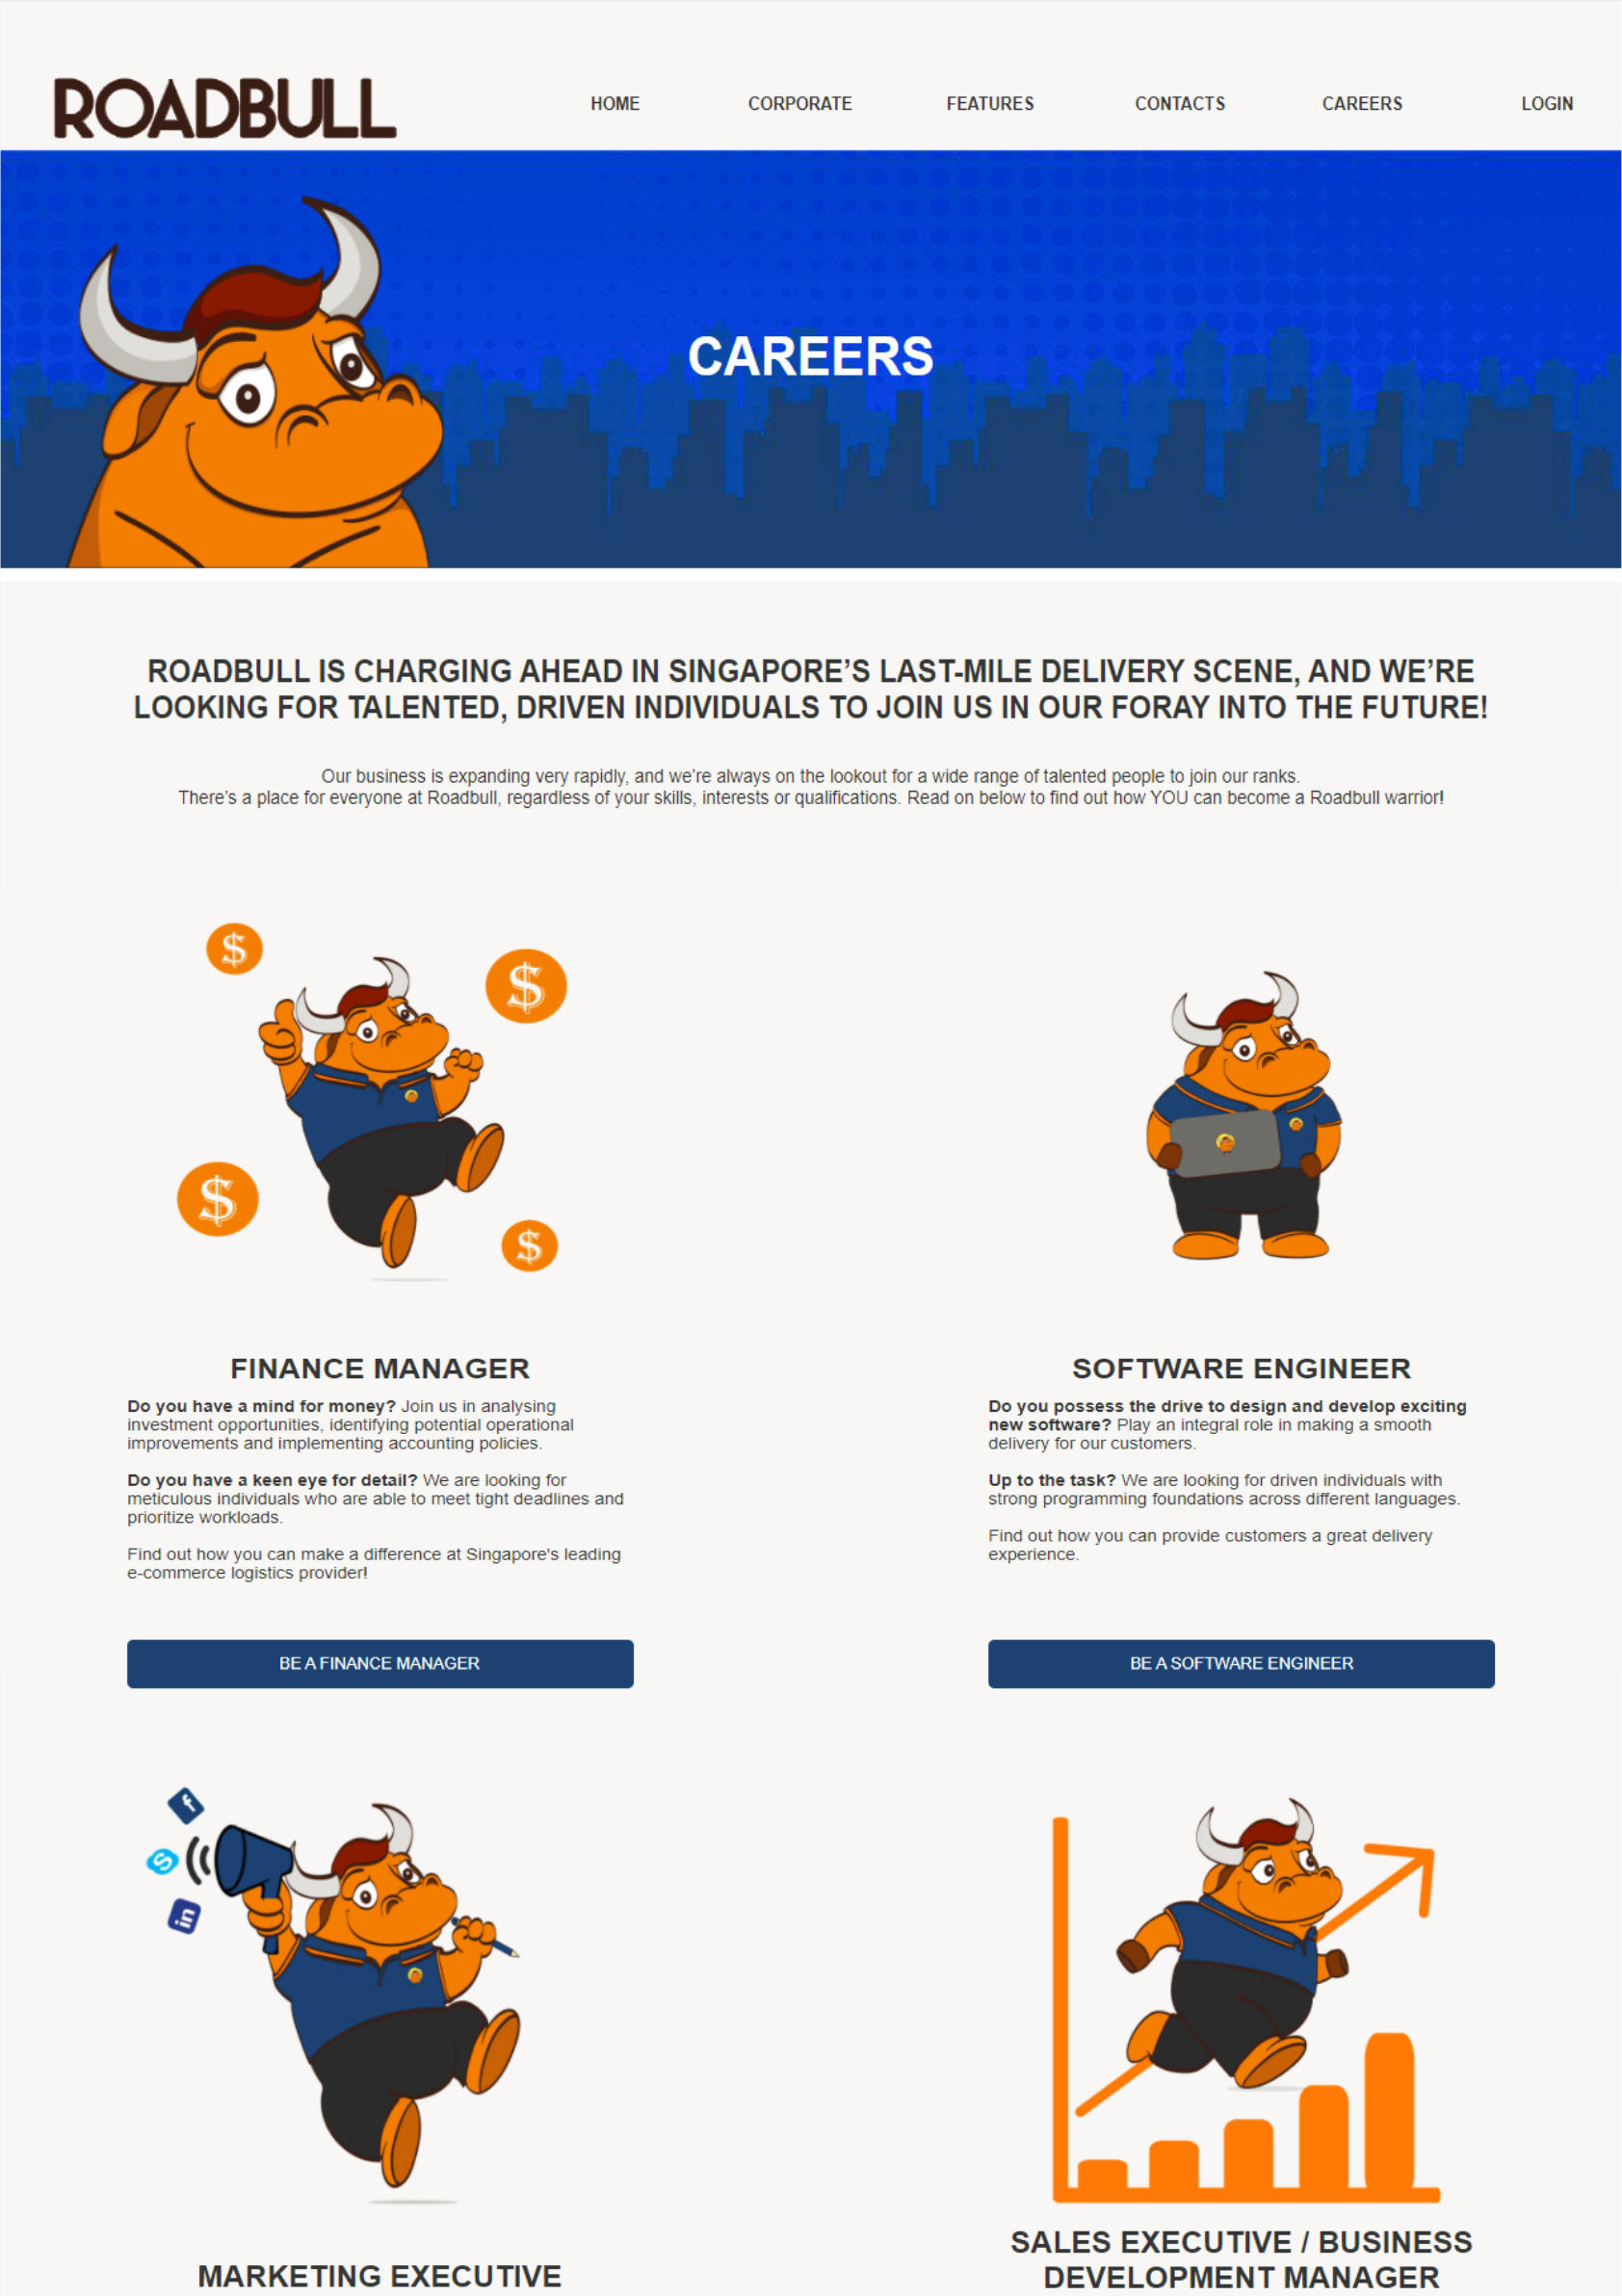 ROADBULL
HOME CORPORATE FEATURES CONTACTS CAREERS LOGIN
CAREERS
ROADBULL IS CHARGING AHEAD IN SINGAPORE'S LAST-MILE DELIVERY SCENE, AND WE'RE
LOOKING FOR TALENTED, DRIVEN INDIVIDUALS TO JOIN US IN OUR FORAY INTO THE FUTURE!
Our business is expanding very rapidly, and we're always on the lookout for a wide range of talented people to join our ranks.
There's a place for everyone at Roadbull, regardless of your skills, interests or qualifications. Read on below to find out how YOU can become a Roadbull warrior!
$
$
$
$
FINANCE MANAGER
Do you have a mind for money? Join us in analysing
investment opportunities, identifying potential operational
improvements and implementing accounting policies.
Do you have a keen eye for detail? We are looking for
meticulous individuals who are able to meet tight deadlines and
prioritize workloads.
Find out how you can make a difference at Singapore's leading
e-commerce logistics provider!
BE A FINANCE MANAGER
SOFTWARE ENGINEER
Do you possess the drive to design and develop exciting
new software? Play an integral role in making a smooth
delivery for our customers.
Up to the task? We are looking for driven individuals with
strong programming foundations across different languages.
Find out how you can provide customers a great delivery
experience.
BE A SOFTWARE ENGINEER
f
S
in
MARKETING EXECUTIVE
SALES EXECUTIVE / BUSINESS
DEVELOPMENT MANAGER